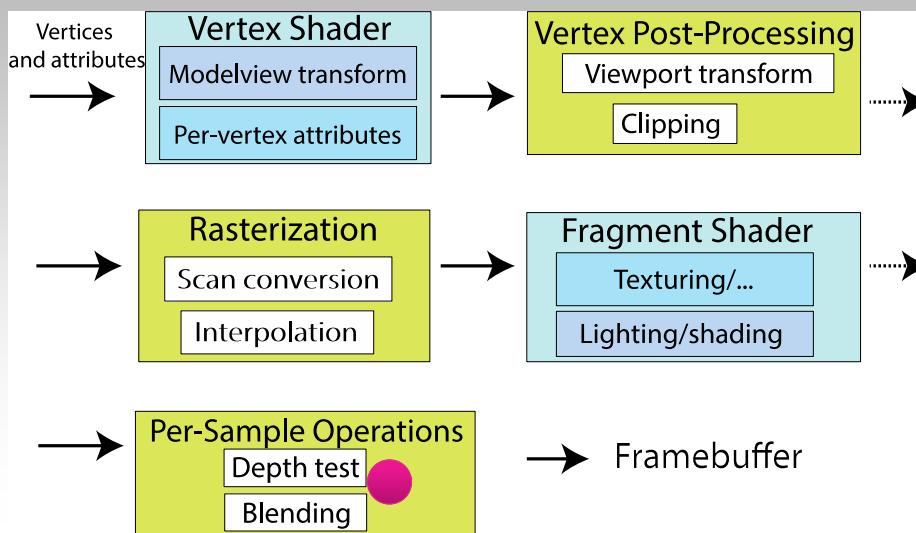 Vertices
and attributes
Vertex Shader
Modelview transform
Per-vertex attributes
Vertex Post-Processing
Viewport transform
Clipping
Rasterization
Scan conversion
Interpolation
Fragment Shader
Texturing/...
Lighting/shading
Per-Sample Operations
Depth test
Blending
Framebuffer